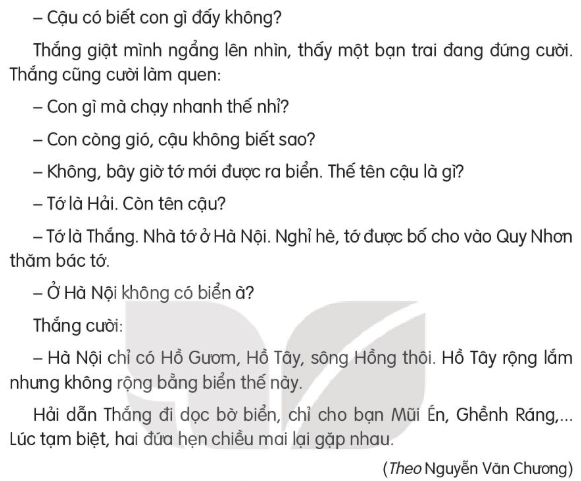 – Cậu có biết con gì đấy không?
Thắng giật mình ngẩng lên nhìn, thấy một bạn trai đang đứng cười.
Thắng cũng cười làm quen:
– Con gì mà chạy nhanh thế nhỉ?
– Con còng gió, cậu không biết sao?
– Không, bây giờ tớ mới được ra biển. Thế tên cậu là gì?
– Tớ là Hải. Còn tên cậu?
– Tớ là Thắng. Nhà tớ ở Hà Nội. Nghỉ hè, tớ được bố cho vào Quy Nhơn
thăm bác tớ.
– Ở Hà Nội không có biển à?
Thắng cười:
– Hà Nội chỉ có Hồ Gươm, Hồ Tây, sông Hồng thôi. Hồ Tây rộng lắm
nhưng không rộng bằng biển thế này.
Hải dẫn Thắng đi dọc bờ biển, chỉ cho bạn Mũi Én, Ghềnh Ráng,...
Lúc tạm biệt, hai đứa hẹn chiều mai lại gặp nhau.
(Theo Nguyễn Văn Chương)